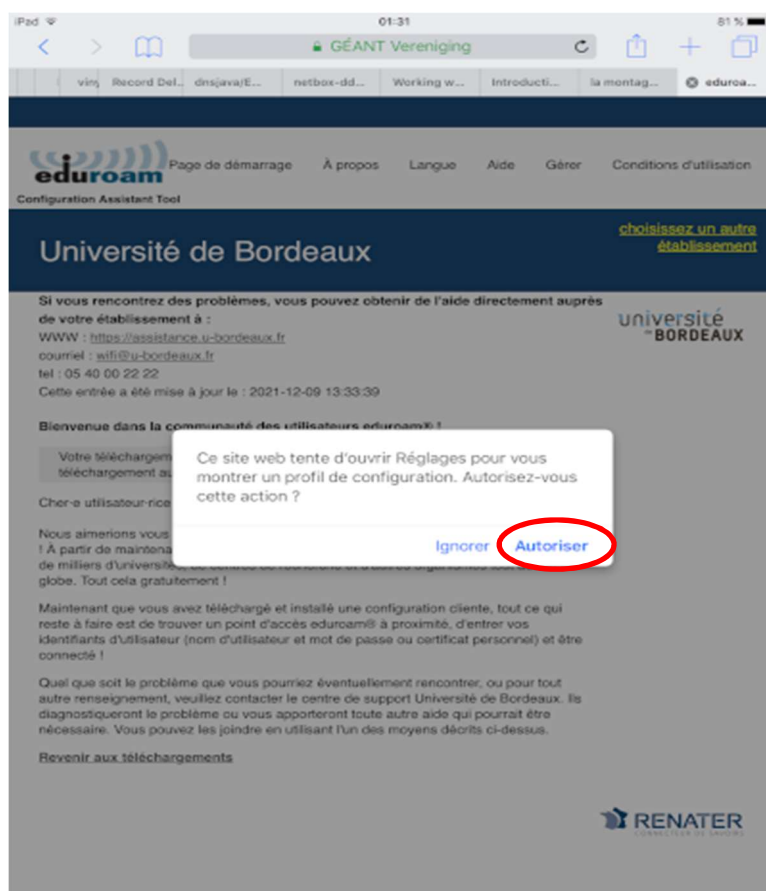 iPad 01:31 81 %
GÉANT Vereniging
vinș Record Del... dnsjava/E... netbox-dd... Working w... Introducti... la montag... eduroa...
eduroam
Page de démarrage À propos Langue Aide Gérer Conditions d'utilisation
Configuration Assistant Tool
Université de Bordeaux
choisissez un autre
établissement
Si vous rencontrez des problèmes, vous pouvez obtenir de l'aide directement auprès
de votre établissement à :
WWW : https://assistance.u-bordeaux.fr
courriel : wifi@u-bordeaux.fr
tel : 05 40 00 22 22
Cette entrée a été mise à jour le : 2021-12-09 13:33:39
université
de BORDEAUX
Bienvenue dans la communauté des utilisateurs eduroam® !
Votre téléchargem
téléchargement au
Ce site web tente d'ouvrir Réglages pour vous
montrer un profil de configuration. Autorisez-vous
cette action ?
Ignorer Autoriser
Cher·e utilisateur·rice
Nous aimerions vous
! À partir de maintena
de milliers d'universités,
globe. Tout cela gratuitement !
Maintenant que vous avez téléchargé et installé une configuration cliente, tout ce qui
reste à faire est de trouver un point d'accès eduroam® à proximité, d'entrer vos
identifiants d'utilisateur (nom d'utilisateur et mot de passe ou certificat personnel) et être
connecté !
Quel que soit le problème que vous pourriez éventuellement rencontrer, ou pour tout
autre renseignement, veuillez contacter le centre de support Université de Bordeaux. Ils
diagnostiqueront le problème ou vous apporteront toute autre aide qui pourrait être
nécessaire. Vous pouvez les joindre en utilisant l'un des moyens décrits ci-dessus.
Revenir aux téléchargements
RENATER
CONNECTEUR DE SAVOIRS